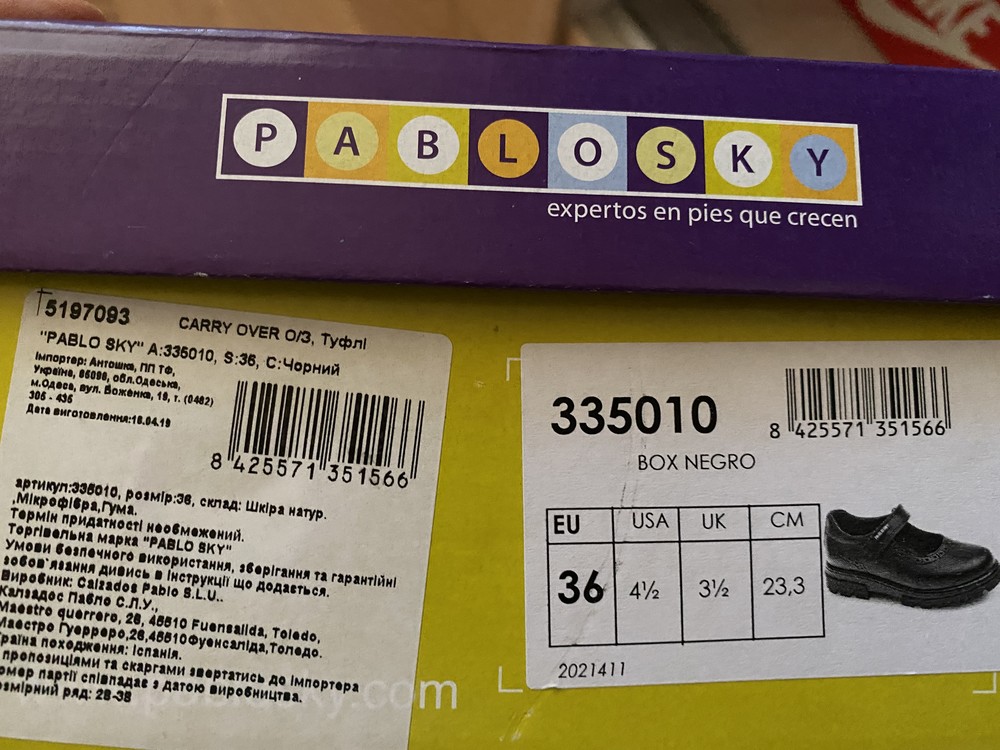 PABLOSKY
expertos en pies que crecen
5197093 CARRY OVER O/З, Туфлі
"PABLO SKY" A:335010, S:36, C:Чорний
Імпортер: Антошка, ПП ТФ,
Україна, 65098, обл.Одеська,
м.Одеса, вул. Боженка, 19, т. (0482)
305 - 435
Дата виготовлення:18.04.19
8 425571 351566
артикул:335010, розмір:36, склад: Шкіра натур.
,Мікрофібра,Гума.
Термін придатності необмежений.
Торгівельна марка "PABLO SKY"
Умови безпечного використання, зберігання та гарантійні
зобов'язання дивись в інструкції що додається.
Виробник: Calzados Pablo S.L.U..
Калзадос Пабло С.Л.У.,
Maestro guerrero, 26, 45510 Fuensalida, Toledo,
Маестро Гуерреро,26,45510Фуенсаліда,Толедо.
країна походження: Іспанія.
пропозиціями та скаргами звертатись до імпортера
номер партії співпадає з датою виробництва.
розмірний ряд: 28-38
335010
8 425571 351566
BOX NEGRO
EU USA UK CM
36 4½ 3½ 23,3
2021411